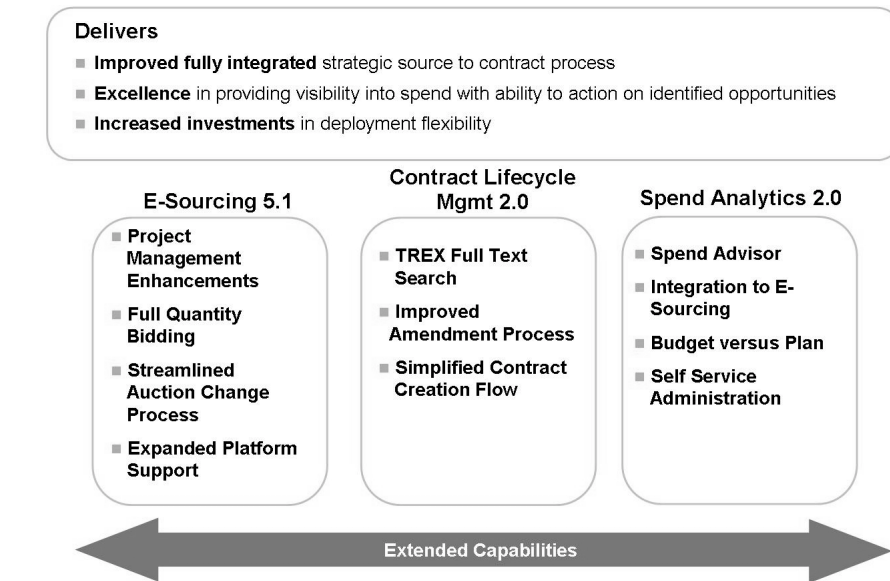 Delivers
■ Improved fully integrated strategic source to contract process
■ Excellence in providing visibility into spend with ability to action on identified opportunities
■ Increased investments in deployment flexibility
E-Sourcing 5.1
■ Project
Management
Enhancements
■ Full Quantity
Bidding
■ Streamlined
Auction Change
Process
■ Expanded Platform
Support
Contract Lifecycle
Mgmt 2.0
■ TREX Full Text
Search
■ Improved
Amendment Process
■ Simplified Contract
Creation Flow
Spend Analytics 2.0
■ Spend Advisor
■ Integration to E-
Sourcing
■ Budget versus Plan
■ Self Service
Administration
Extended Capabilities